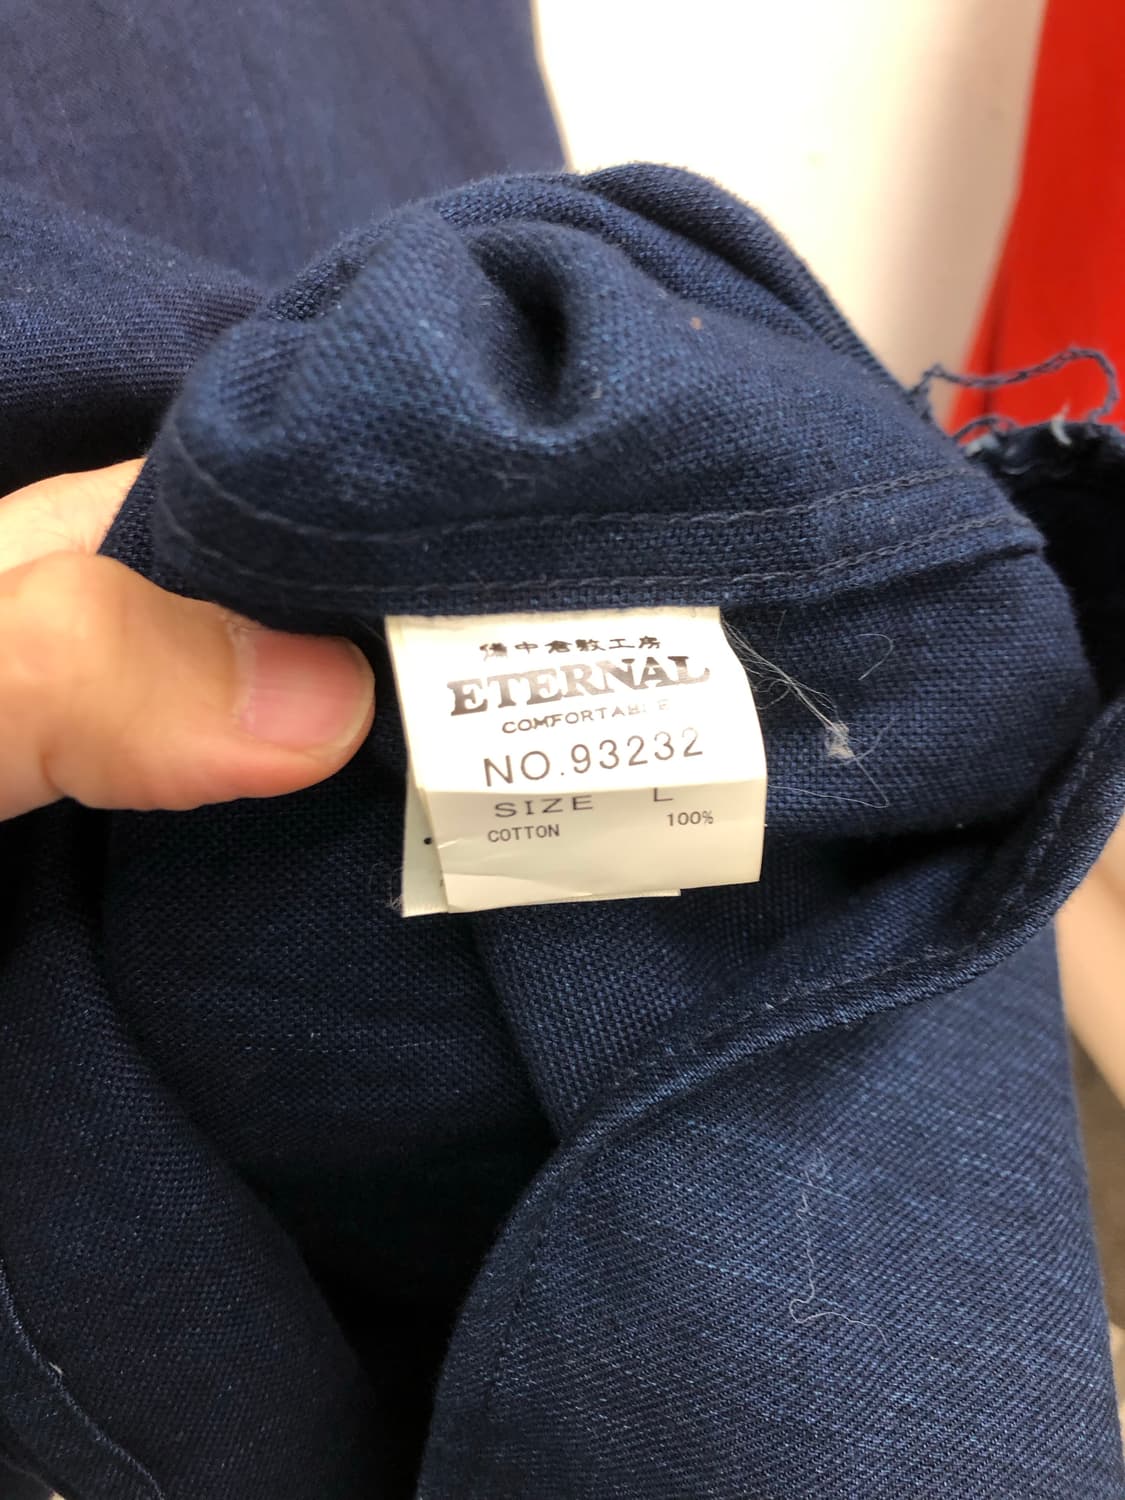 備中倉敷工房
ETERNAL
COMFORTABLE
NO.93232
SIZE L
COTTON 100%